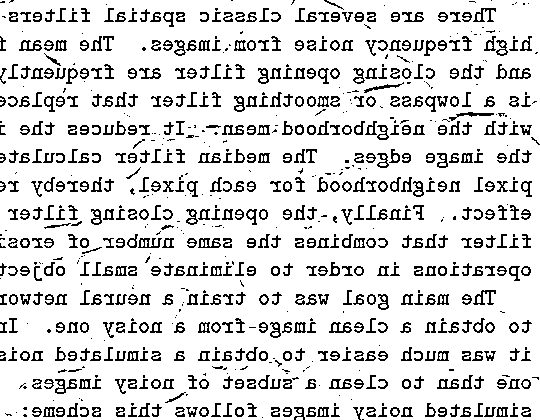 There are several classic spatial filters
high frequency noise from images. The mean f
and the closing opening filter are frequently
is a lowpass or smoothing filter that replace
with the neighborhood mean. It reduces the i
the image edges. The median filter calculate
pixel neighborhood for each pixel, thereby re
effect. Finally, the opening closing filter
filter that combines the same number of erosi
operations in order to eliminate small object
The main goal was to train a neural networ
to obtain a clean image from a noisy one. In
it was much easier to obtain a simulated nois
one than to clean a subset of noisy images.
simulated noisy images follows this scheme: